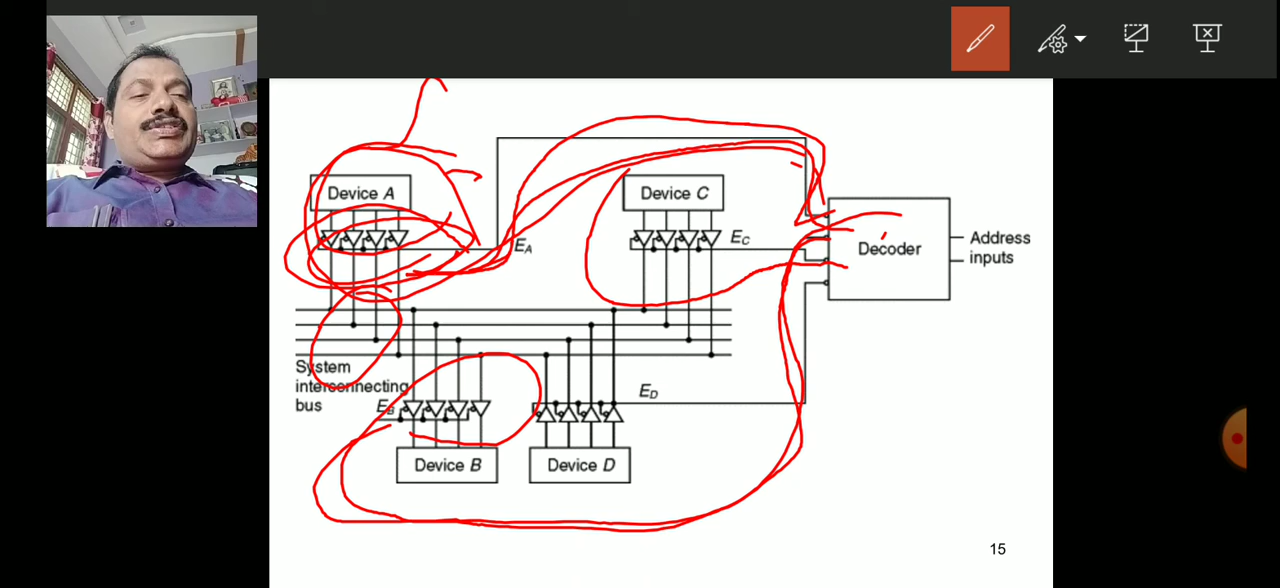 Device A
Device C
E_A
E_C
Decoder
Address
inputs
System
interconnecting
bus
E_B
E_D
Device B
Device D
15